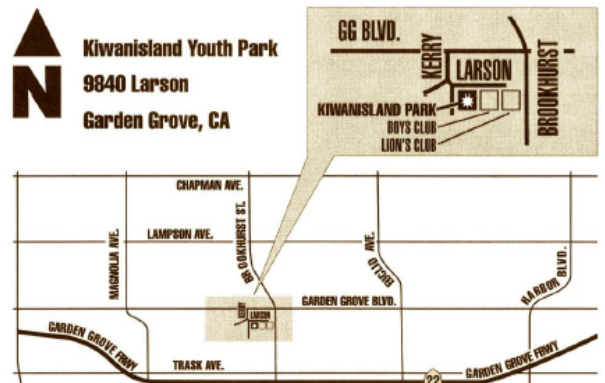 N
Kiwanisland Youth Park
9840 Larson
Garden Grove, CA
GG BLVD.
KERRY
LARSON
BROOKHURST
KIWANISLAND PARK
BOYS CLUB
LION'S CLUB
CHAPMAN AVE.
LAMPSON AVE.
MAGNOLIA AVE.
BROOKHURST ST.
EUCLID AVE.
HARBOR BLVD.
GARDEN GROVE BLVD.
KERRY
LARSON
GARDEN GROVE FRWY
TRASK AVE.
22
GARDEN GROVE FRWY